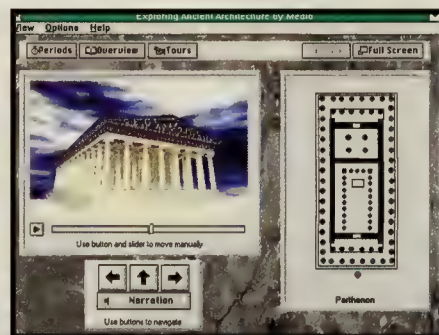 Exploring Ancient Architecture by Medio
View Options Help
Periods Overview Tours Full Screen
Use button and slider to move manually
Narration
Parthenon
Use buttons to navigate